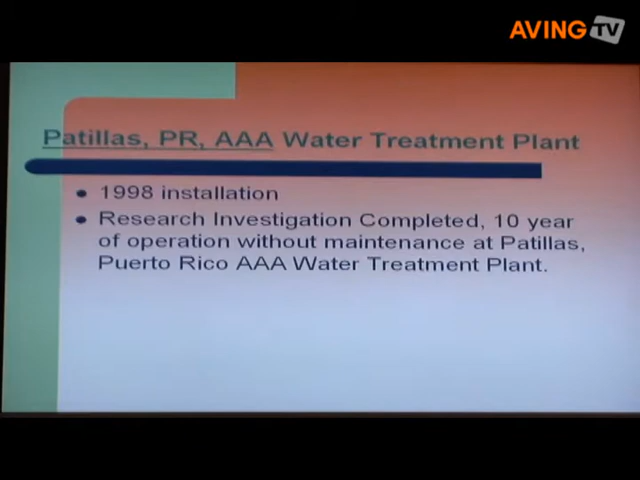 AVING TV
Patillas, PR, AAA Water Treatment Plant
• 1998 installation
• Research Investigation Completed, 10 year
of operation without maintenance at Patillas,
Puerto Rico AAA Water Treatment Plant.